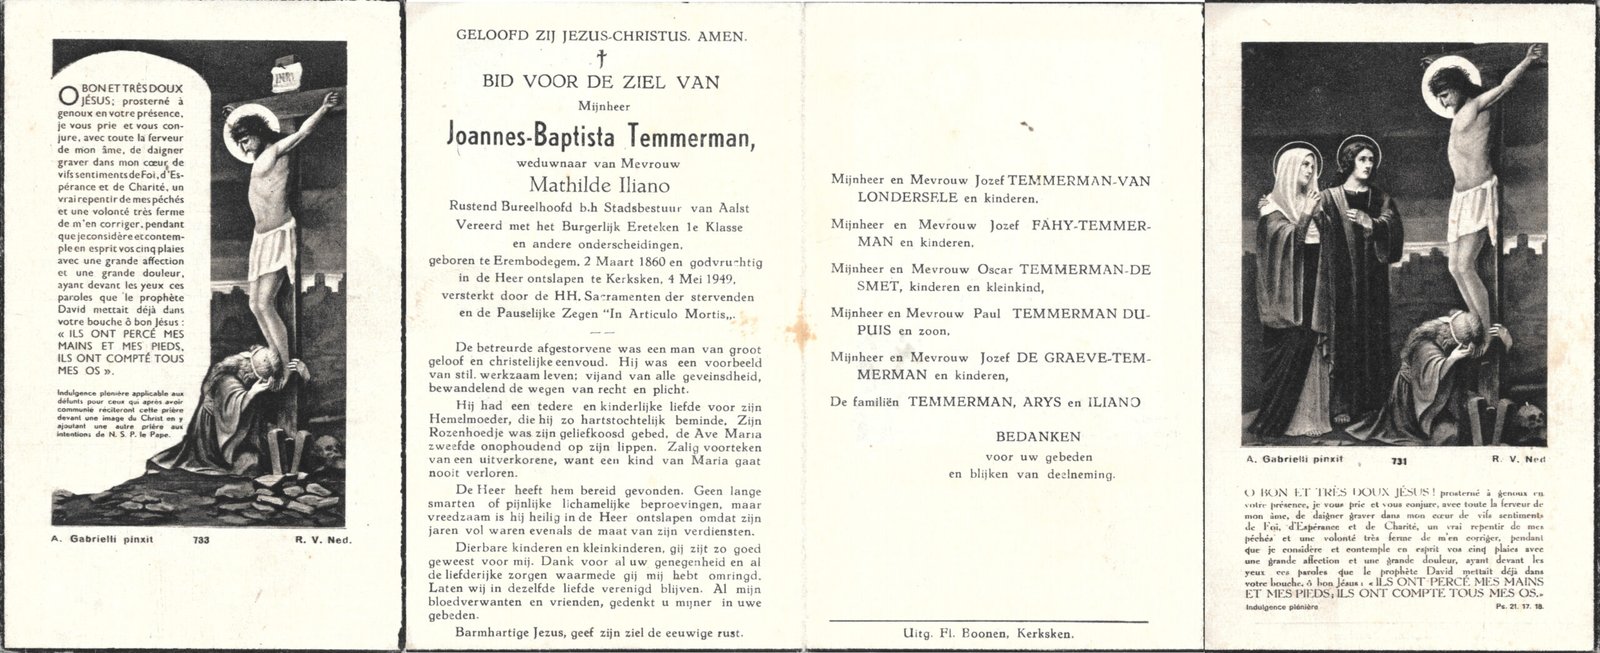 INRI
O BON ET TRÈS DOUX
JÉSUS; prosterné à
genoux en votre présence,
je vous prie et vous con-
jure, avec toute la ferveur
de mon âme, de daigner
graver dans mon cœur de
vifs sentiments de Foi, d'Es-
pérance et de Charité, un
vrai repentir de mes péchés
et une volonté très ferme
de m'en corriger, pendant
que je considère et contem-
ple en esprit vos cinq plaies
avec une grande affection
et une grande douleur,
ayant devant les yeux ces
paroles que le prophète
David mettait déjà dans
votre bouche ô bon Jésus :
« ILS ONT PERCÉ MES
MAINS ET MES PIEDS,
ILS ONT COMPTÉ TOUS
MES OS ».
Indulgence plenière applicable aux
défunts pour ceux qui après avoir
communié réciteront cette prière
devant une image du Christ en y
ajoutant une autre prière aux
intentions de N. S. P. le Pape.
A. Gabrielli pinxit 733 R. V. Ned.
GELOOFD ZIJ JEZUS-CHRISTUS. AMEN.
BID VOOR DE ZIEL VAN
Mijnheer
Joannes-Baptista Temmerman,
weduwnaar van Mevrouw
Mathilde Iliano
Rustend Bureelhoofd b.h Stadsbestuur van Aalst
Vereerd met het Burgerlijk Ereteken 1e Klasse
en andere onderscheidingen,
geboren te Erembodegem, 2 Maart 1860 en godvruchtig
in de Heer ontslapen te Kerksken, 4 Mei 1949,
versterkt door de HH. Sacramenten der stervenden
en de Pauselijke Zegen "In Articulo Mortis„.
De betreurde afgestorvene was een man van groot
geloof en christelijke eenvoud. Hij was een voorbeeld
van stil, werkzaam leven; vijand van alle geveinsdheid,
bewandelend de wegen van recht en plicht.
Hij had een tedere en kinderlijke liefde voor zijn
Hemelmoeder, die hij zo hartstochtelijk beminde. Zijn
Rozenhoedje was zijn geliefkoosd gebed, de Ave Maria
zweefde onophoudend op zijn lippen. Zalig voorteken
van een uitverkorene, want een kind van Maria gaat
nooit verloren.
De Heer heeft hem bereid gevonden. Geen lange
smarten of pijnlijke lichamelijke beproevingen, maar
vreedzaam is hij heilig in de Heer ontslapen omdat zijn
jaren vol waren evenals de maat van zijn verdiensten.
Dierbare kinderen en kleinkinderen, gij zijt zo goed
geweest voor mij. Dank voor al uw genegenheid en al
de liefderijke zorgen waarmede gij mij hebt omringd.
Laten wij in dezelfde liefde verenigd blijven. Al mijn
bloedverwanten en vrienden, gedenkt u mijner in uwe
gebeden.
Barmhartige Jezus, geef zijn ziel de eeuwige rust.
Mijnheer en Mevrouw Jozef TEMMERMAN-VAN
LONDERSELE en kinderen.
Mijnheer en Mevrouw Jozef FAHY-TEMMER-
MAN en kinderen,
Mijnheer en Mevrouw Oscar TEMMERMAN-DE
SMET, kinderen en kleinkind,
Mijnheer en Mevrouw Paul TEMMERMAN DU-
PUIS en zoon,
Mijnheer en Mevrouw Jozef DE GRAEVE-TEM-
MERMAN en kinderen,
De familiën TEMMERMAN, ARYS en ILIANO
BEDANKEN
voor uw gebeden
en blijken van deelneming.
Uitg. Fl. Boonen, Kerksken.
A. Gabrielli pinxit 731 R. V. Ned
O BON ET TRÈS DOUX JÉSUS! prosterné à genoux en
votre présence, je vous prie et vous conjure, avec toute la ferveur de
mon âme, de daigner graver dans mon cœur de vifs sentiments
de Foi, d'Espérance et de Charité, un vrai repentir de mes
péchés et une volonté très ferme de m'en corriger, pendant
que je considère et contemple en esprit vos cinq plaies avec
une grande affection et une grande douleur, ayant devant les
yeux ces paroles que le prophète David mettait déjà dans
votre bouche, ô bon Jésus : «ILS ONT PERCÉ MES MAINS
ET MES PIEDS; ILS ONT COMPTÉ TOUS MES OS.»
Indulgence plénière Ps. 21. 17. 18.